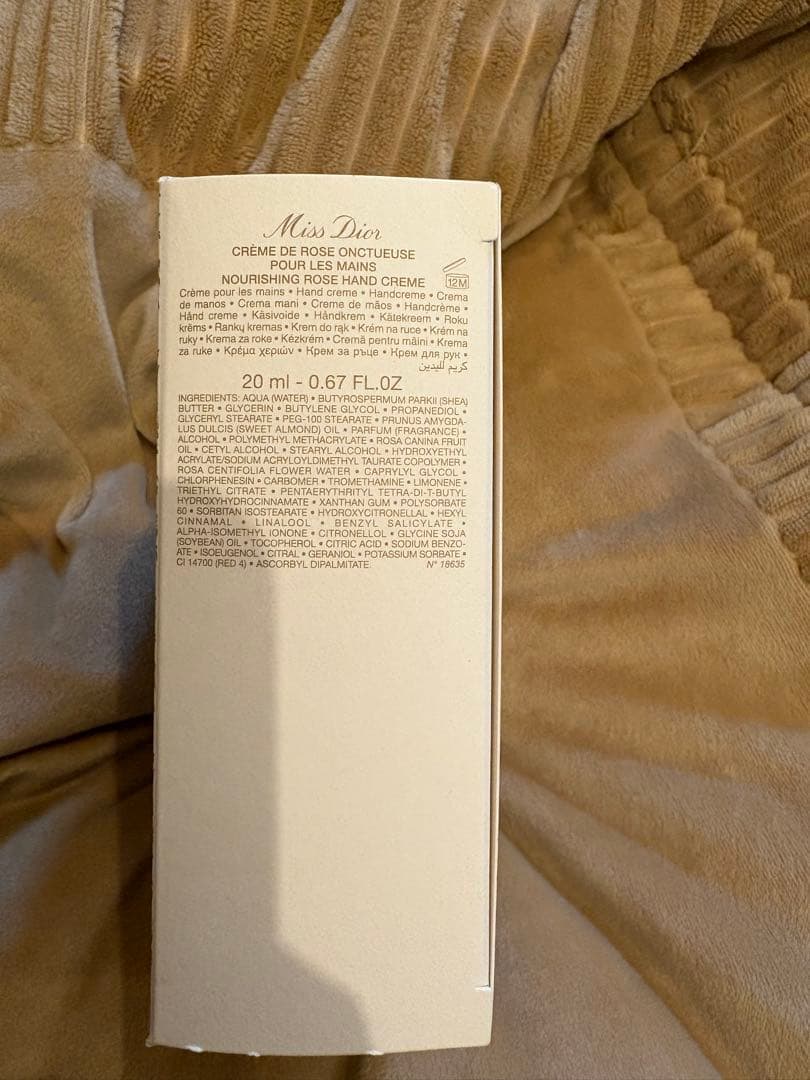 Miss Dior
CRÈME DE ROSE ONCTUEUSE
POUR LES MAINS
NOURISHING ROSE HAND CREME
12M
Crème pour les mains • Hand creme • Handcreme • Crema
de manos • Crema mani • Creme de mãos • Handcrème •
Hånd creme • Käsivoide • Håndkrem • Kätekreem • Roku
krēms • Rankų kremas • Krem do rąk • Krém na ruce • Krém na
ruky • Krema za roke • Kézkrém • Cremă pentru mâini • Krema
za ruke • Κρέμα χεριών • Крем за ръце • Крем для рук •
كريم لليدين
20 ml - 0.67 FL.OZ
INGREDIENTS: AQUA (WATER) • BUTYROSPERMUM PARKII (SHEA)
BUTTER • GLYCERIN • BUTYLENE GLYCOL • PROPANEDIOL •
GLYCERYL STEARATE • PEG-100 STEARATE • PRUNUS AMYGDA-
LUS DULCIS (SWEET ALMOND) OIL • PARFUM (FRAGRANCE) •
ALCOHOL • POLYMETHYL METHACRYLATE • ROSA CANINA FRUIT
OIL • CETYL ALCOHOL • STEARYL ALCOHOL • HYDROXYETHYL
ACRYLATE/SODIUM ACRYLOYLDIMETHYL TAURATE COPOLYMER •
ROSA CENTIFOLIA FLOWER WATER • CAPRYLYL GLYCOL •
CHLORPHENESIN • CARBOMER • TROMETHAMINE • LIMONENE •
TRIETHYL CITRATE • PENTAERYTHRITYL TETRA-DI-T-BUTYL
HYDROXYHYDROCINNAMATE • XANTHAN GUM • POLYSORBATE
60 • SORBITAN ISOSTEARATE • HYDROXYCITRONELLAL • HEXYL
CINNAMAL • LINALOOL • BENZYL SALICYLATE •
ALPHA-ISOMETHYL IONONE • CITRONELLOL • GLYCINE SOJA
(SOYBEAN) OIL • TOCOPHEROL • CITRIC ACID • SODIUM BENZO-
ATE • ISOEUGENOL • CITRAL • GERANIOL • POTASSIUM SORBATE •
CI 14700 (RED 4) • ASCORBYL DIPALMITATE. N° 18635